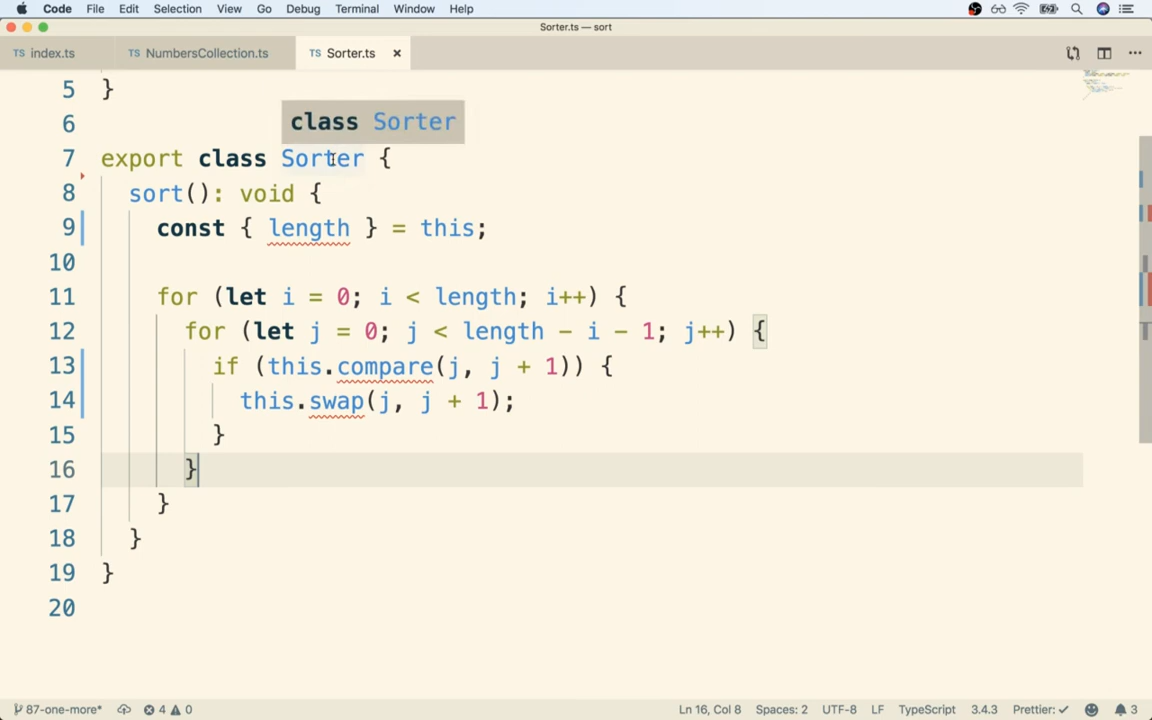 Code File Edit Selection View Go Debug Terminal Window Help
Sorter.ts — sort
TS index.ts TS NumbersCollection.ts TS Sorter.ts ×
5 }
6
class Sorter
7 export class Sorter {
8 sort(): void {
9 const { length } = this;
10
11 for (let i = 0; i < length; i++) {
12 for (let j = 0; j < length - i - 1; j++) {
13 if (this.compare(j, j + 1)) {
14 this.swap(j, j + 1);
15 }
16 }
17 }
18 }
19 }
20
87-one-more* 4 0 Ln 16, Col 8 Spaces: 2 UTF-8 LF TypeScript 3.4.3 Prettier: ✓ 3